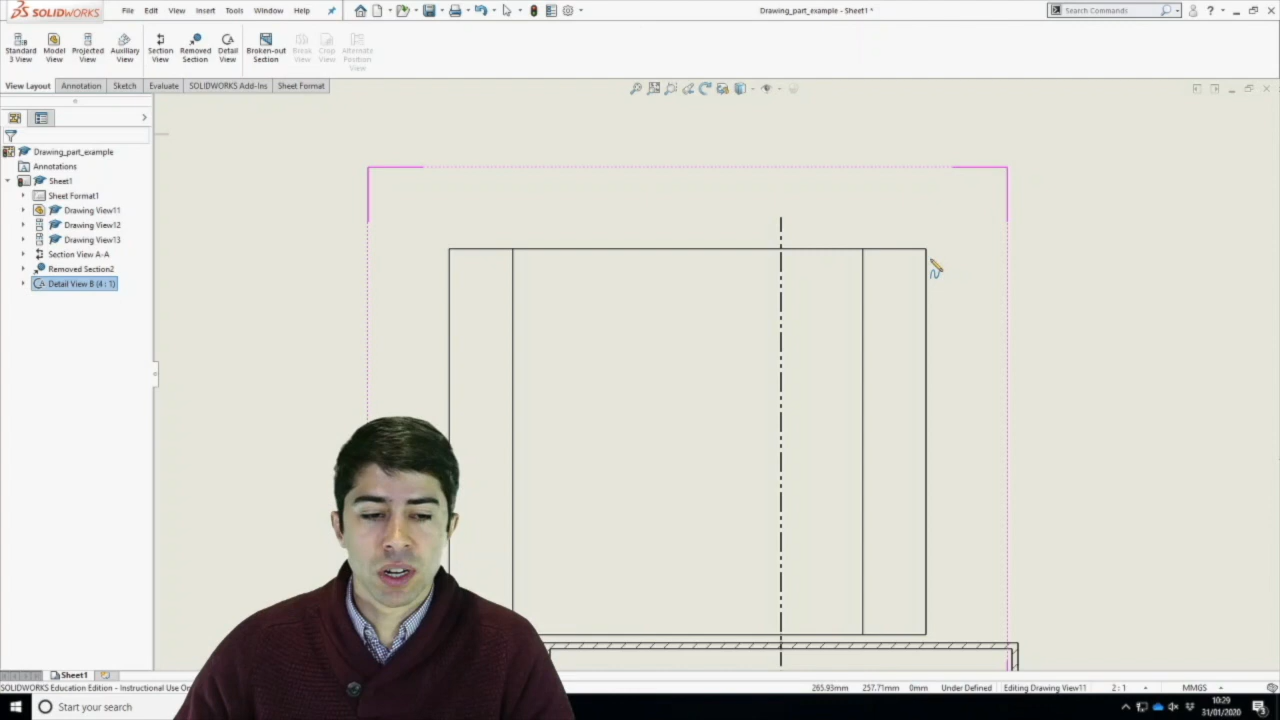 SOLIDWORKS File Edit View Insert Tools Window Help Drawing_part_example - Sheet1 * Search Commands ?
Standard 3 View
Model View
Projected View
Auxiliary View
Section View
Removed Section
Detail View
Broken-out Section
Break View
Crop View
Alternate Position View
View Layout Annotation Sketch Evaluate SOLIDWORKS Add-Ins Sheet Format
Drawing_part_example
Annotations
Sheet1
Sheet Format1
Drawing View11
Drawing View12
Drawing View13
Section View A-A
Removed Section2
Detail View B (4 : 1)
Sheet1
SOLIDWORKS Education Edition - Instructional Use On 265.93mm 257.71mm 0mm Under Defined Editing Drawing View11 2 : 1 MMGS
Start your search 10:29
31/01/2020